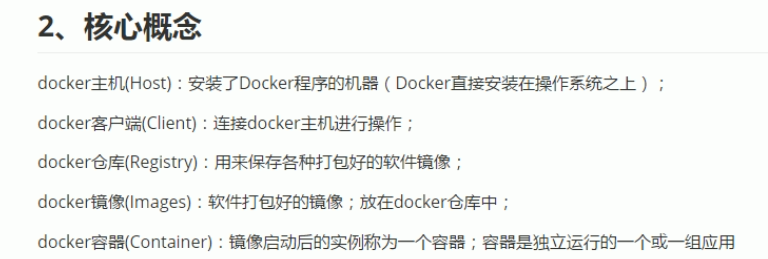 2、核心概念
docker主机(Host)：安装了Docker程序的机器（Docker直接安装在操作系统之上）；
docker客户端(Client)：连接docker主机进行操作；
docker仓库(Registry)：用来保存各种打包好的软件镜像；
docker镜像(Images)：软件打包好的镜像；放在docker仓库中；
docker容器(Container)：镜像启动后的实例称为一个容器；容器是独立运行的一个或一组应用